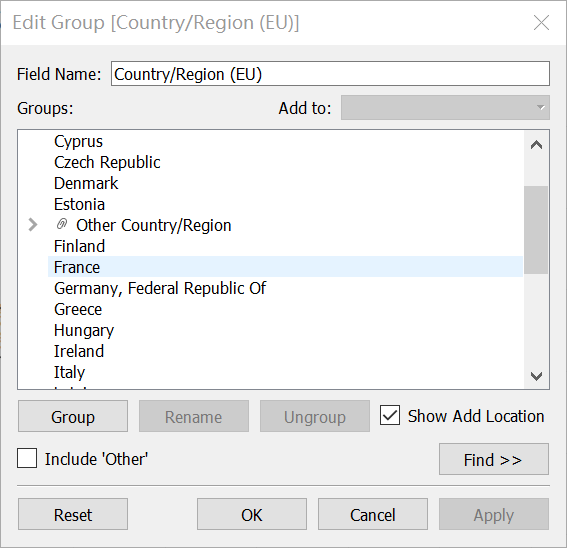 Edit Group [Country/Region (EU)]
Field Name: Country/Region (EU)
Groups: Add to:
Cyprus
Czech Republic
Denmark
Estonia
Other Country/Region
Finland
France
Germany, Federal Republic Of
Greece
Hungary
Ireland
Italy
Group Rename Ungroup Show Add Location
Include 'Other' Find >>
Reset OK Cancel Apply